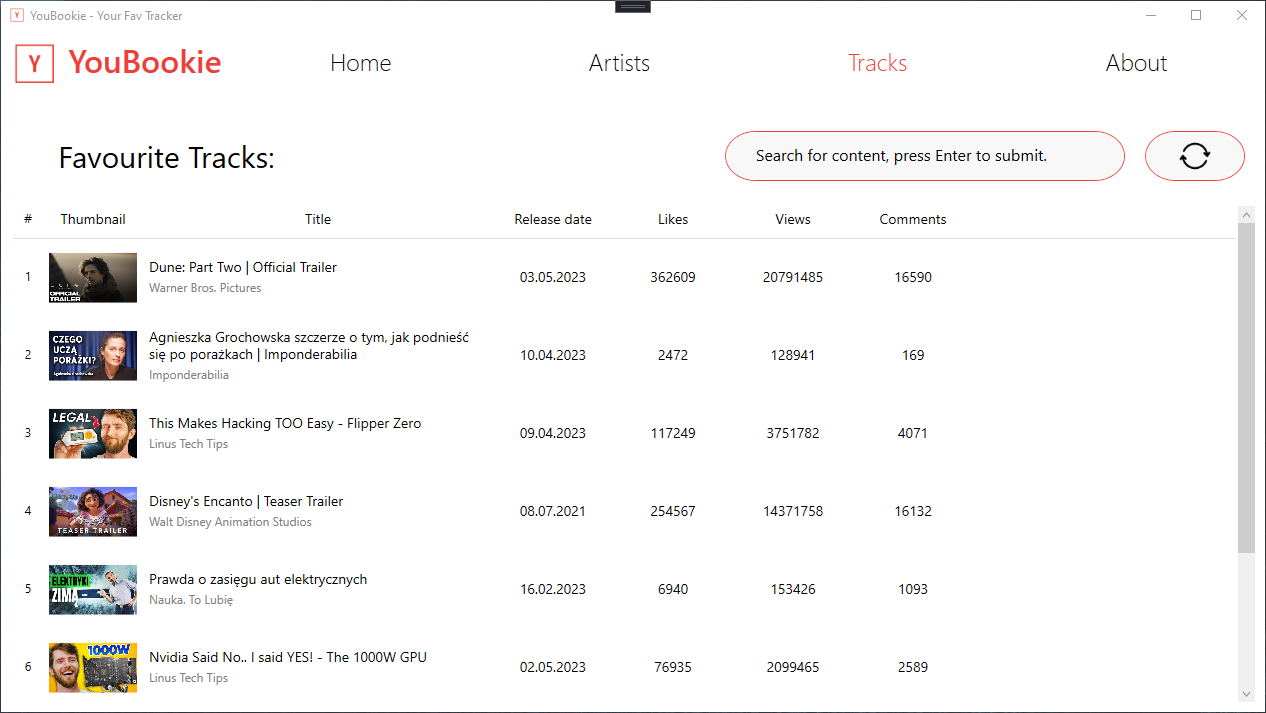 Y YouBookie - Your Fav Tracker
Y YouBookie Home Artists Tracks About
Favourite Tracks:
Search for content, press Enter to submit.
# Thumbnail Title Release date Likes Views Comments
1 Dune: Part Two | Official Trailer 03.05.2023 362609 20791485 16590
Warner Bros. Pictures
OFFICIAL
TRAILER
2 Agnieszka Grochowska szczerze o tym, jak podnieść
się po porażkach | Imponderabilia 10.04.2023 2472 128941 169
Imponderabilia
CZEGO
UCZĄ
PORAŻKI?
Agnieszka Grochowska
3 This Makes Hacking TOO Easy - Flipper Zero 09.04.2023 117249 3751782 4071
Linus Tech Tips
LEGAL
4 Disney's Encanto | Teaser Trailer 08.07.2021 254567 14371758 16132
Walt Disney Animation Studios
TEASER TRAILER
5 Prawda o zasięgu aut elektrycznych 16.02.2023 6940 153426 1093
Nauka. To Lubię
ELEKTRYKI
ZIMĄ
6 Nvidia Said No.. I said YES! - The 1000W GPU 02.05.2023 76935 2099465 2589
Linus Tech Tips
1000W